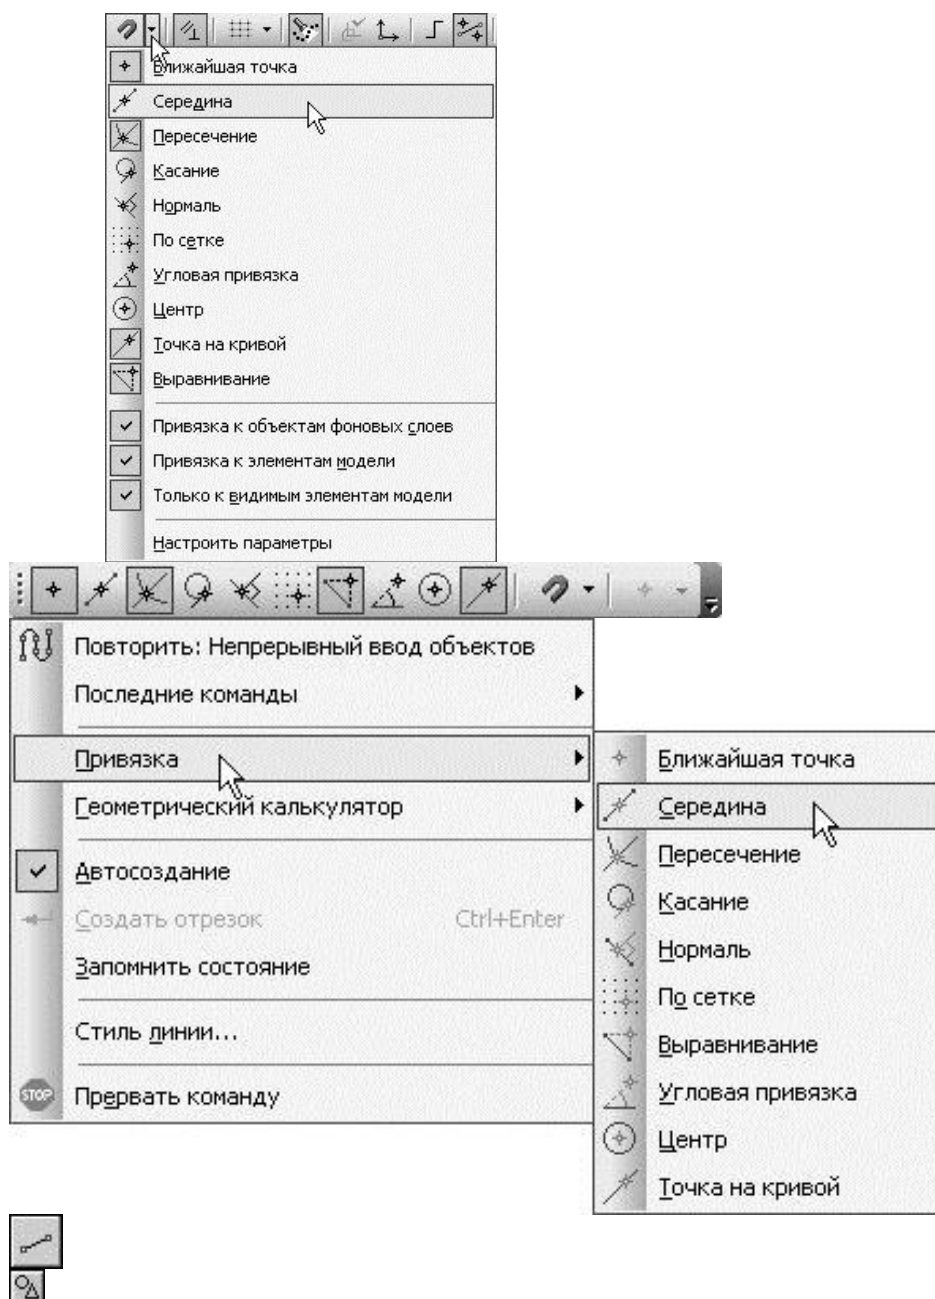 Ближайшая точка
Середина
Пересечение
Касание
Нормаль
По сетке
Угловая привязка
Центр
Точка на кривой
Выравнивание
Привязка к объектам фоновых слоев
Привязка к элементам модели
Только к видимым элементам модели
Настроить параметры
Повторить: Непрерывный ввод объектов
Последние команды
Привязка
Геометрический калькулятор
Автосоздание
Создать отрезок Ctrl+Enter
Запомнить состояние
Стиль линии...
STOP Прервать команду
Ближайшая точка
Середина
Пересечение
Касание
Нормаль
По сетке
Выравнивание
Угловая привязка
Центр
Точка на кривой